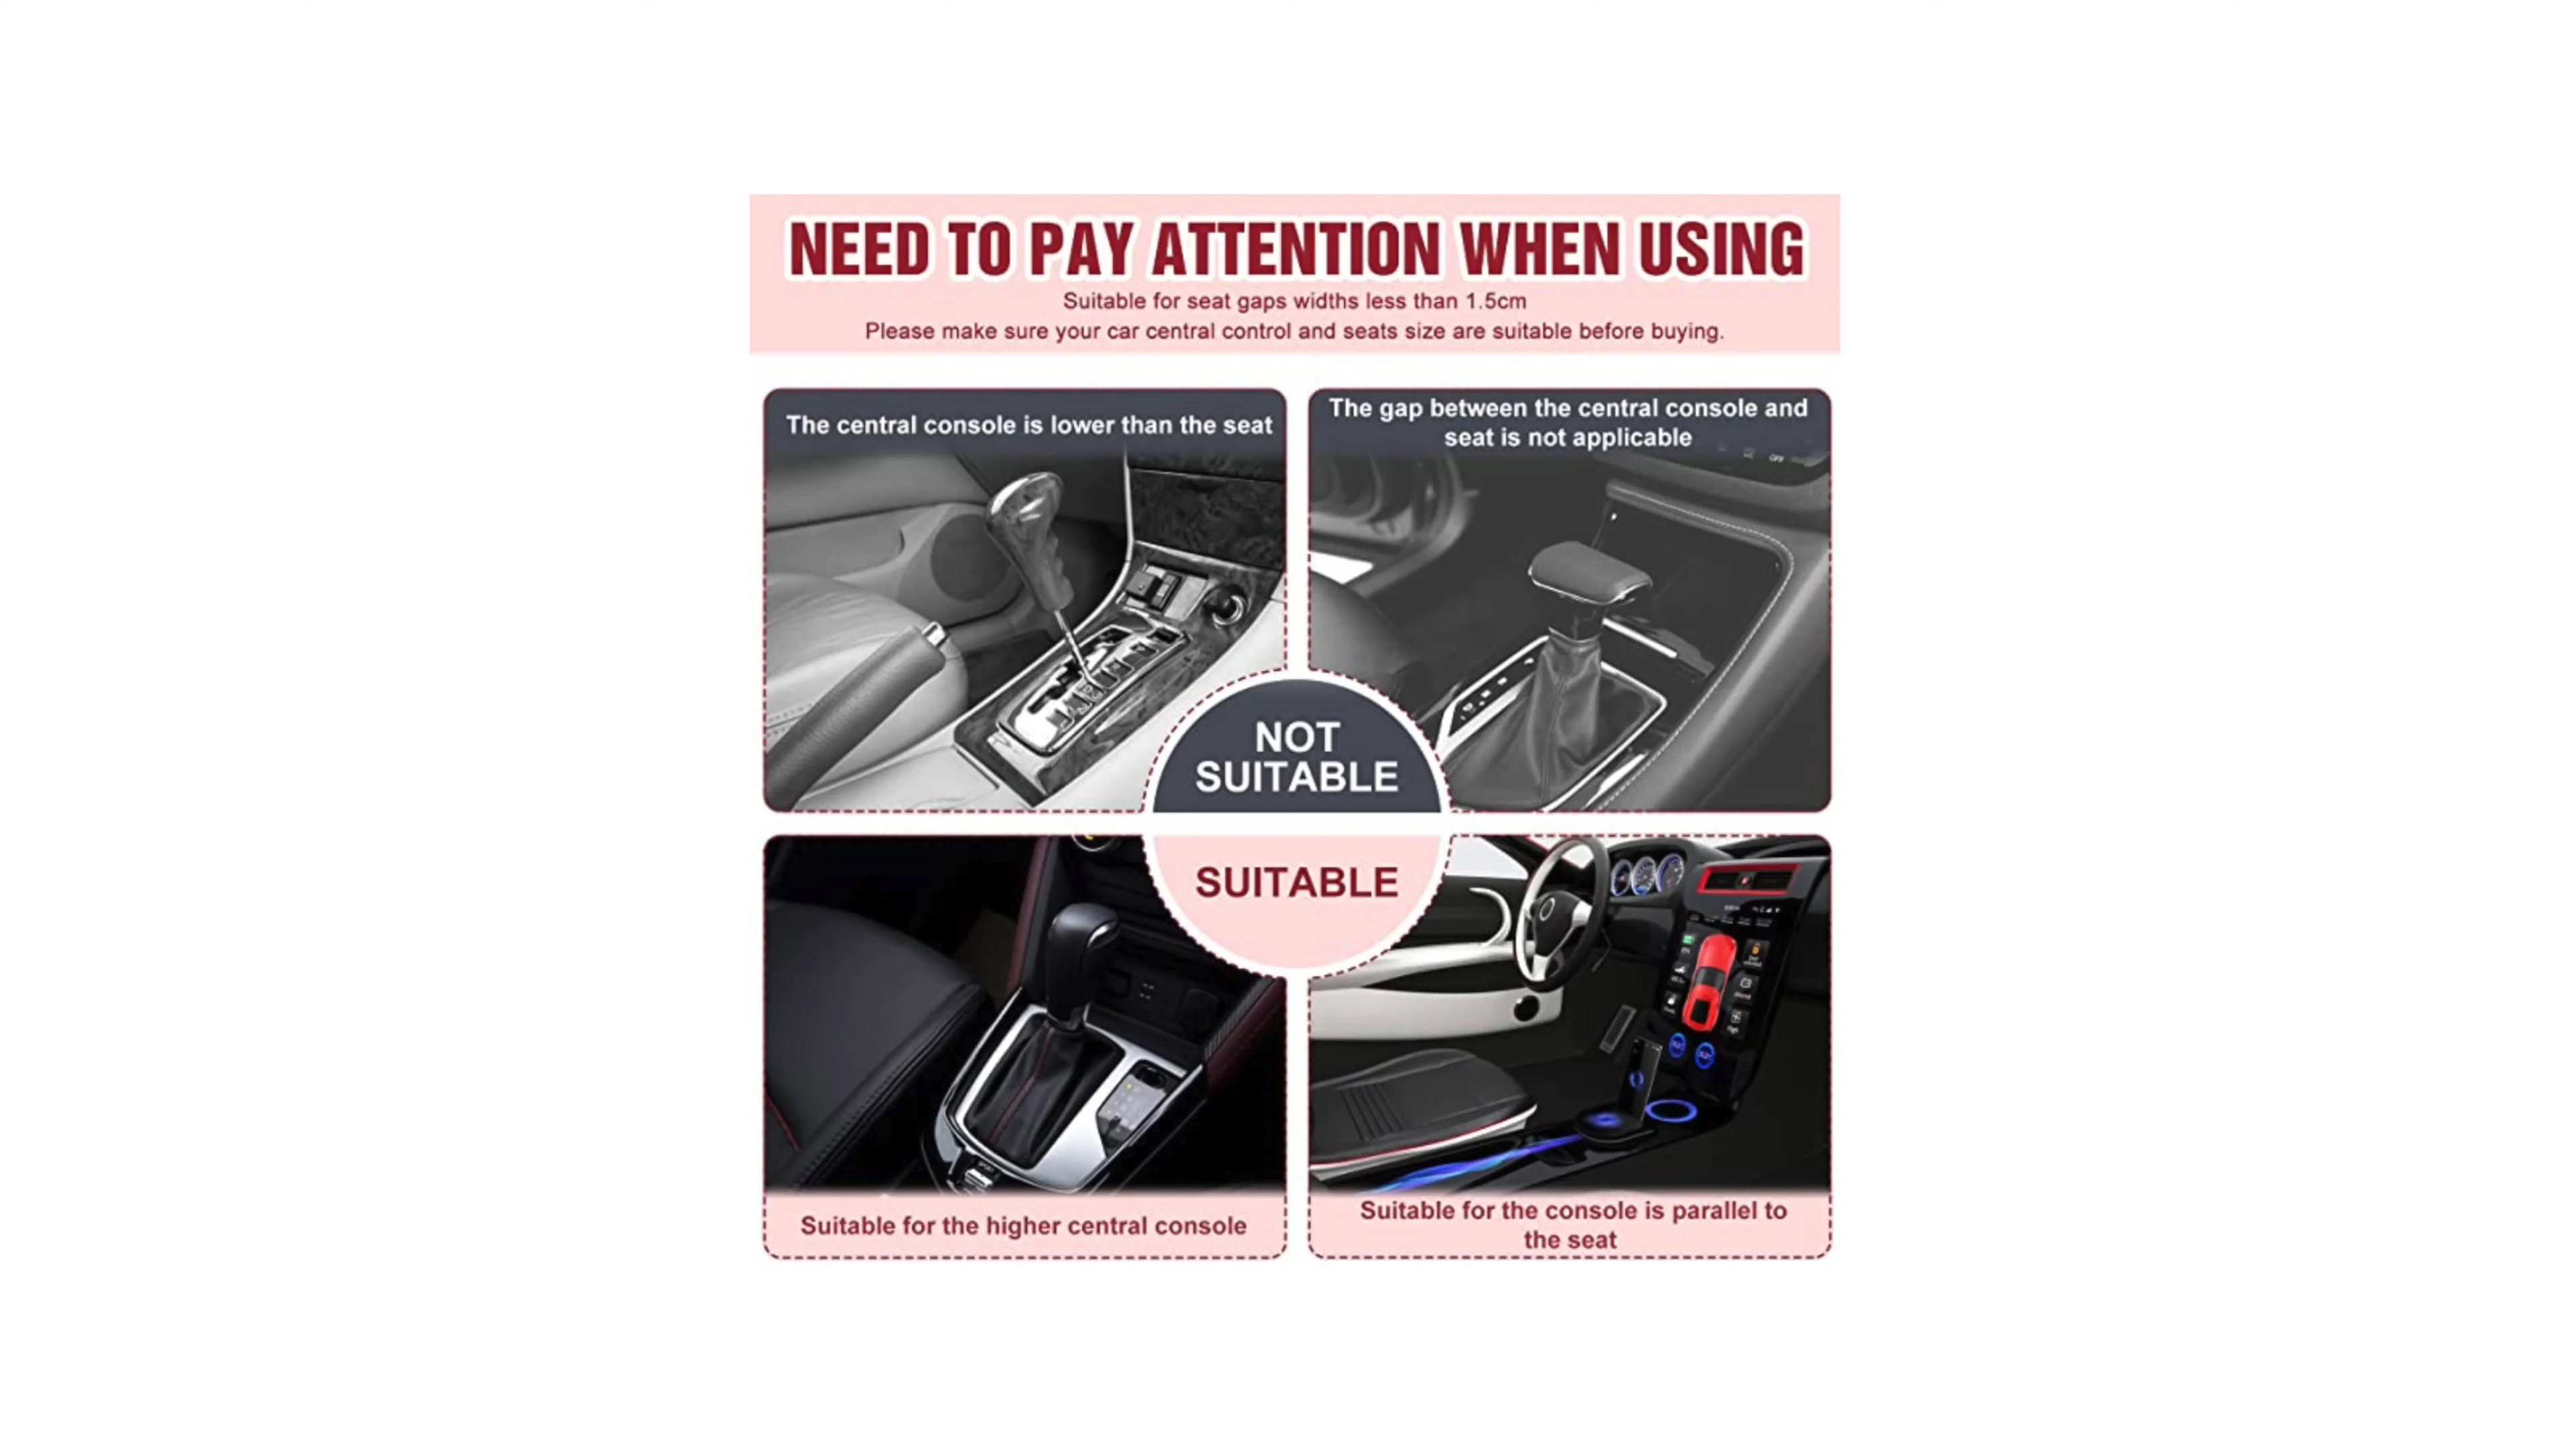 NEED TO PAY ATTENTION WHEN USING
Suitable for seat gaps widths less than 1.5cm
Please make sure your car central control and seats size are suitable before buying.
The central console is lower than the seat
The gap between the central console and
seat is not applicable
OFF
NOT
SUITABLE
SUITABLE
Suitable for the higher central console
Suitable for the console is parallel to
the seat